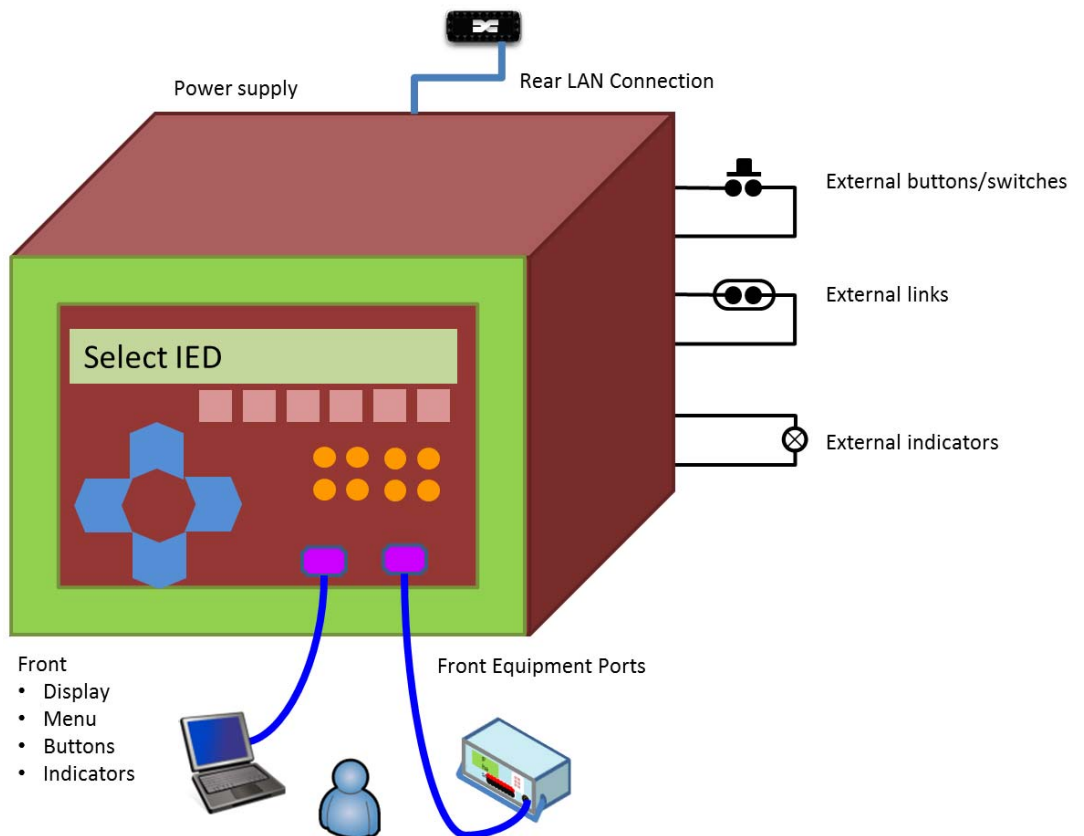 Power supply
Rear LAN Connection
External buttons/switches
External links
Select IED
External indicators
Front
• Display
• Menu
• Buttons
• Indicators
Front Equipment Ports